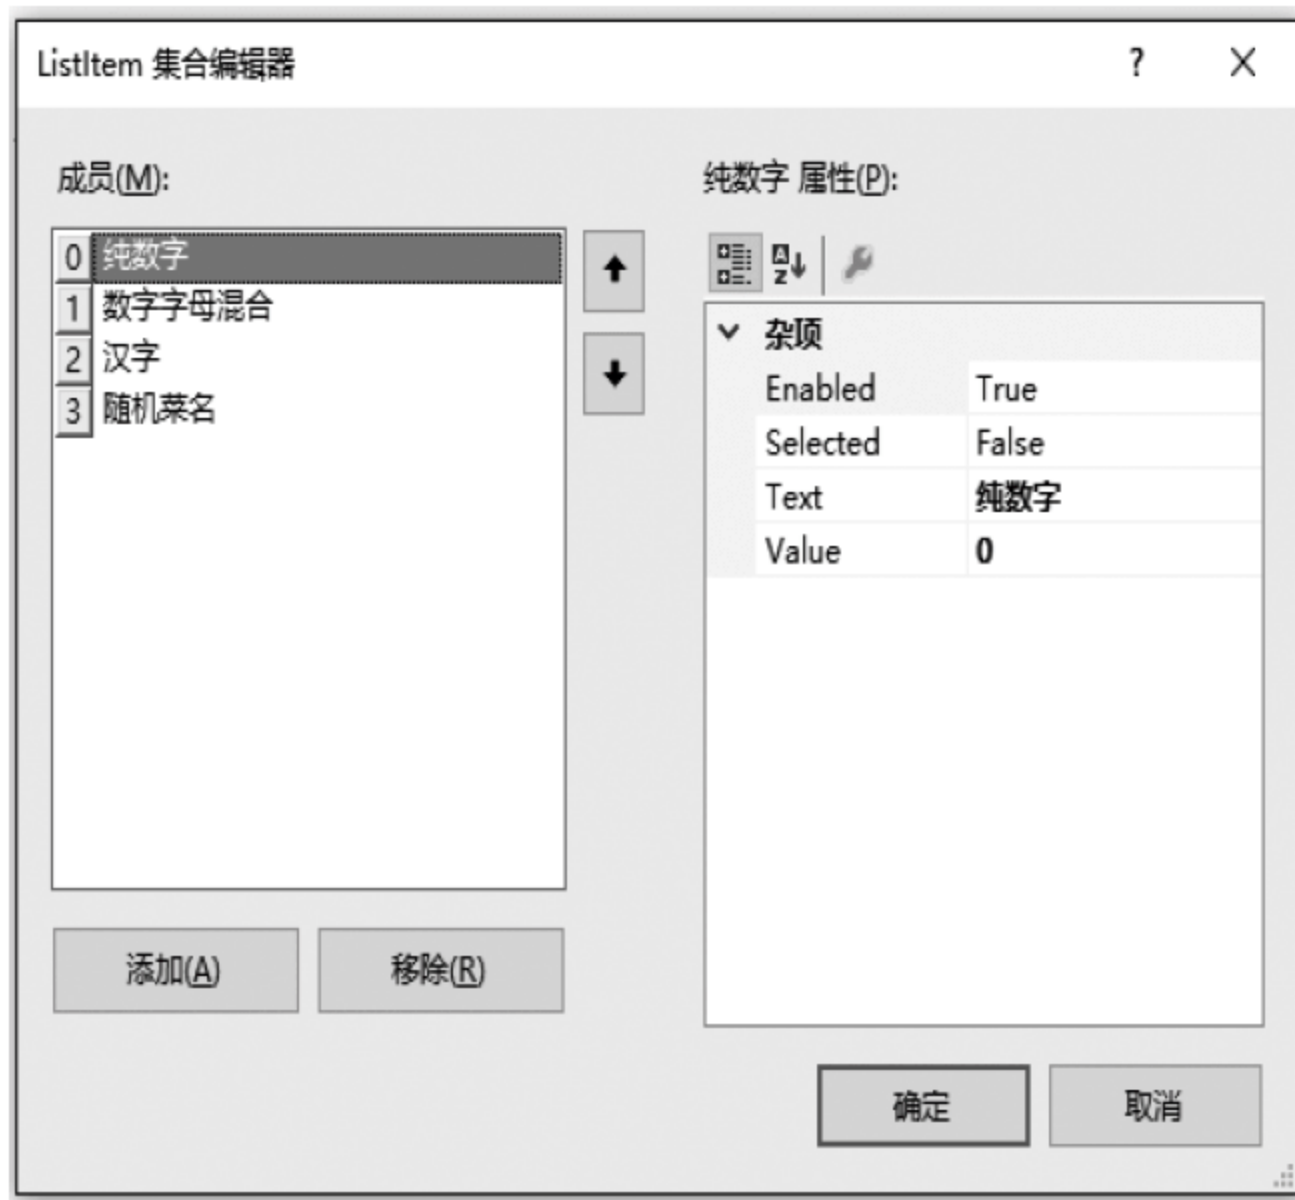 ListItem 集合编辑器 ?
成员(M):
0 纯数字
1 数字字母混合
2 汉字
3 随机菜名
添加(A) 移除(R)
纯数字 属性(P):
杂项
Enabled True
Selected False
Text 纯数字
Value 0
确定 取消